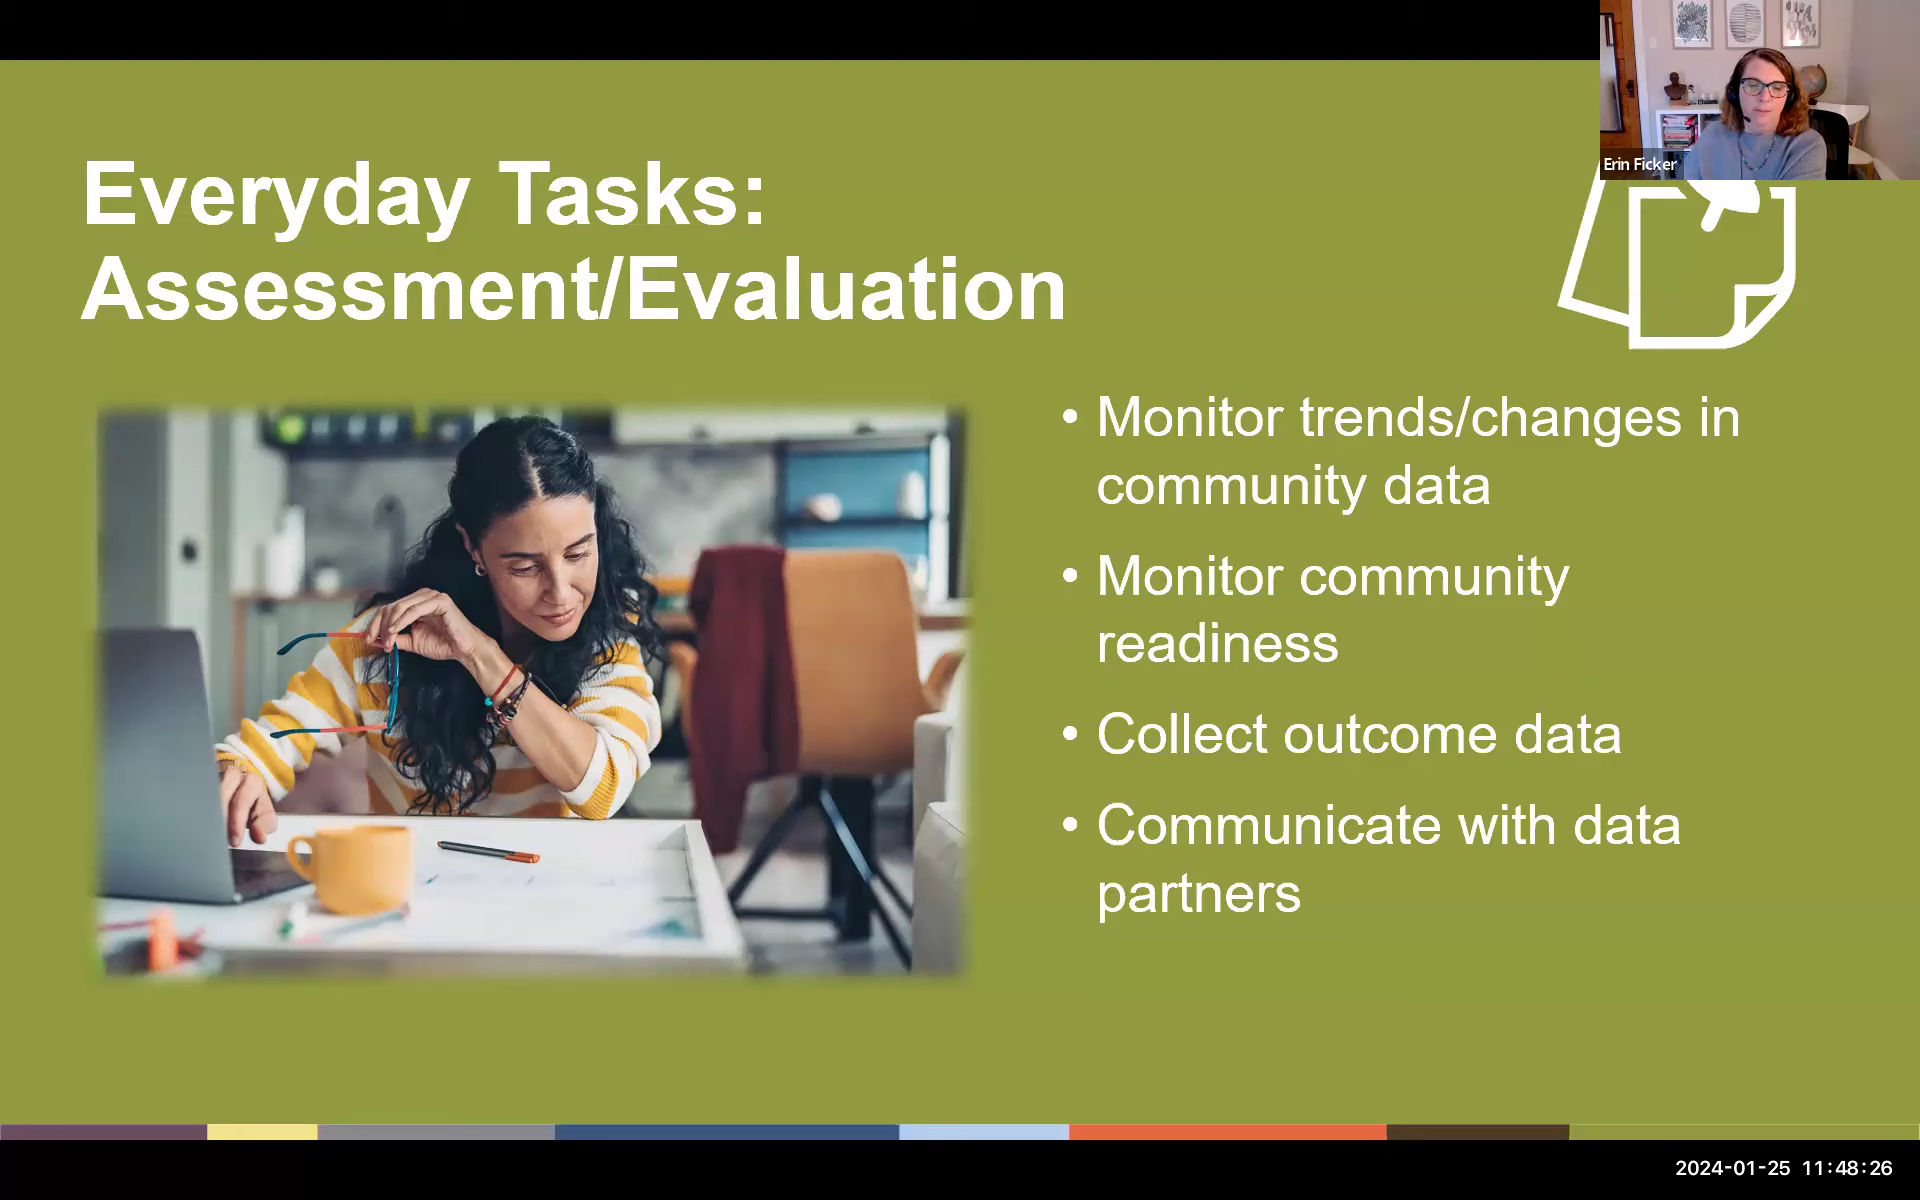 Erin Ficker
Everyday Tasks:
Assessment/Evaluation
• Monitor trends/changes in
community data
• Monitor community
readiness
• Collect outcome data
• Communicate with data
partners
2024-01-25 11:48:26